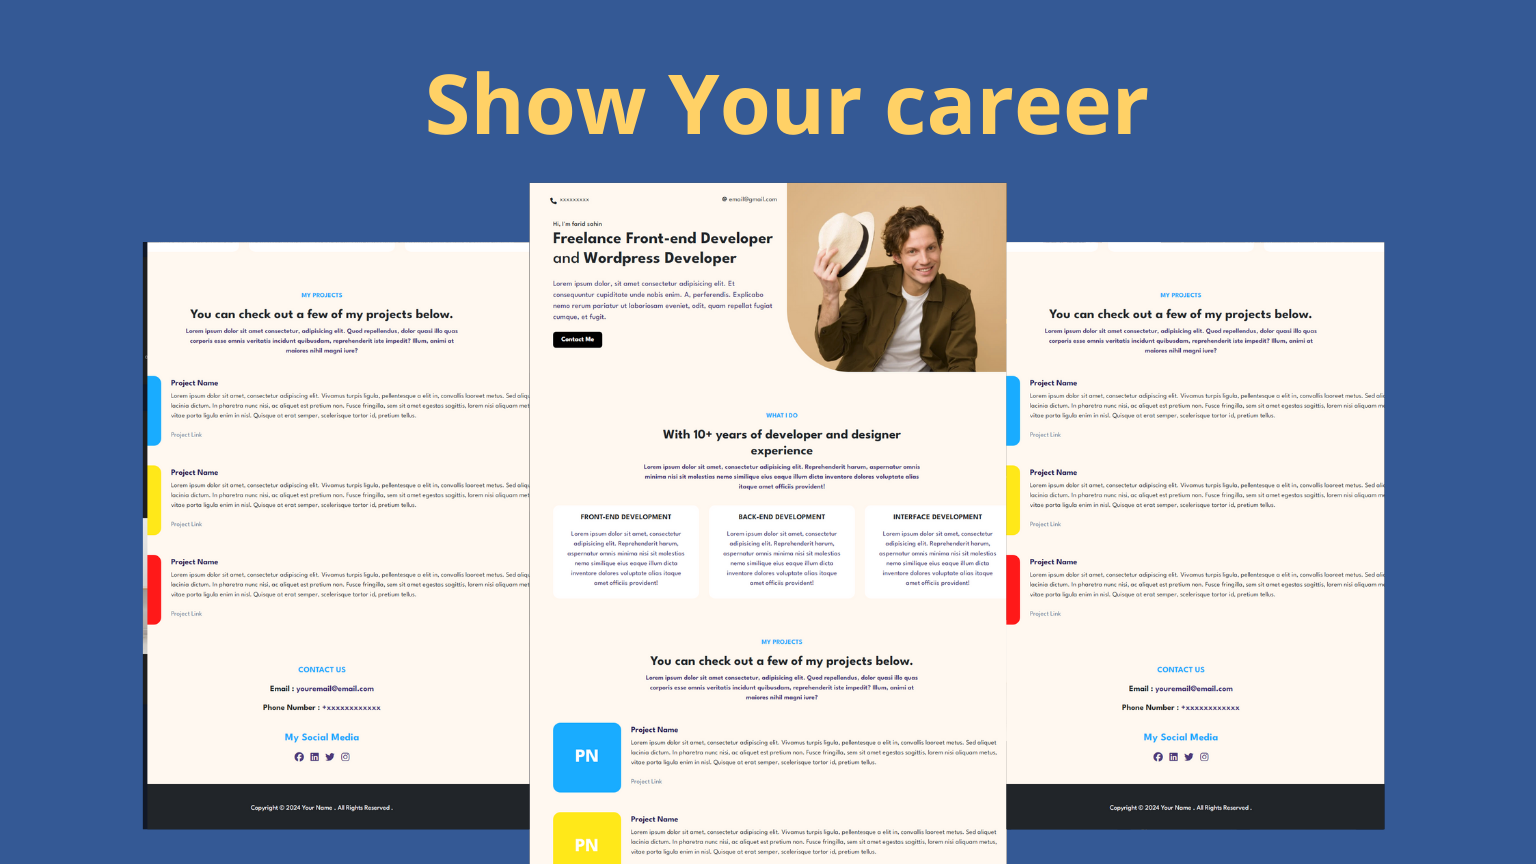 Show Your career
MY PROJECTS
You can check out a few of my projects below.
Lorem ipsum dolor sit amet consectetur, adipisicing elit. Quod repellendus, dolor quasi illo quos
corporis esse omnis veritatis incidunt quibusdam, reprehenderit iste impedit? Illum, animi at
maiores nihil magni iure?
Project Name
Lorem ipsum dolor sit amet, consectetur adipiscing elit. Vivamus turpis ligula, pellentesque a elit in, convallis laoreet metus. Sed aliq
lacinia dictum. In pharetra nunc nisi, ac aliquet est pretium non. Fusce fringilla, sem sit amet egestas sagittis, lorem nisi aliquam met
vitae porta ligula enim in nisl. Quisque at erat semper, scelerisque tortor id, pretium tellus.
Project Link
Project Name
Lorem ipsum dolor sit amet, consectetur adipiscing elit. Vivamus turpis ligula, pellentesque a elit in, convallis laoreet metus. Sed aliqu
lacinia dictum. In pharetra nunc nisi, ac aliquet est pretium non. Fusce fringilla, sem sit amet egestas sagittis, lorem nisi aliquam met
vitae porta ligula enim in nisl. Quisque at erat semper, scelerisque tortor id, pretium tellus.
Project Link
Project Name
Lorem ipsum dolor sit amet, consectetur adipiscing elit. Vivamus turpis ligula, pellentesque a elit in, convallis laoreet metus. Sed aliqu
lacinia dictum. In pharetra nunc nisi, ac aliquet est pretium non. Fusce fringilla, sem sit amet egestas sagittis, lorem nisi aliquam met
vitae porta ligula enim in nisl. Quisque at erat semper, scelerisque tortor id, pretium tellus.
Project Link
CONTACT US
Email : youremail@email.com
Phone Number : +xxxxxxxxxxxx
My Social Media
Copyright © 2024 Your Name . All Rights Reserved .
xxxxxxxxx
email@gmail.com
Hi, I'm farid sahin
Freelance Front-end Developer
and Wordpress Developer
Lorem ipsum dolor, sit amet consectetur adipisicing elit. Et
consequuntur cupiditate unde nobis enim. A, perferendis. Explicabo
nemo rerum pariatur ut laboriosam eveniet, odit, quam repellat fugiat
cumque, et fugit.
Contact Me
WHAT I DO
With 10+ years of developer and designer
experience
Lorem ipsum dolor sit amet, consectetur adipisicing elit. Reprehenderit harum, aspernatur omnis
minima nisi sit molestias nemo similique eius eaque illum dicta inventore dolores voluptate alias
itaque amet officiis provident!
FRONT-END DEVELOPMENT
Lorem ipsum dolor sit amet, consectetur
adipisicing elit. Reprehenderit harum,
aspernatur omnis minima nisi sit molestias
nemo similique eius eaque illum dicta
inventore dolores voluptate alias itaque
amet officiis provident!
BACK-END DEVELOPMENT
Lorem ipsum dolor sit amet, consectetur
adipisicing elit. Reprehenderit harum,
aspernatur omnis minima nisi sit molestias
nemo similique eius eaque illum dicta
inventore dolores voluptate alias itaque
amet officiis provident!
INTERFACE DEVELOPMENT
Lorem ipsum dolor sit amet, consectetur
adipisicing elit. Reprehenderit harum,
aspernatur omnis minima nisi sit molestias
nemo similique eius eaque illum dicta
inventore dolores voluptate alias itaque
amet officiis provident!
MY PROJECTS
You can check out a few of my projects below.
Lorem ipsum dolor sit amet consectetur, adipisicing elit. Quod repellendus, dolor quasi illo quos
corporis esse omnis veritatis incidunt quibusdam, reprehenderit iste impedit? Illum, animi at
maiores nihil magni iure?
PN
Project Name
Lorem ipsum dolor sit amet, consectetur adipiscing elit. Vivamus turpis ligula, pellentesque a elit in, convallis laoreet metus. Sed aliquet
lacinia dictum. In pharetra nunc nisi, ac aliquet est pretium non. Fusce fringilla, sem sit amet egestas sagittis, lorem nisi aliquam metus,
vitae porta ligula enim in nisl. Quisque at erat semper, scelerisque tortor id, pretium tellus.
Project Link
PN
Project Name
Lorem ipsum dolor sit amet, consectetur adipiscing elit. Vivamus turpis ligula, pellentesque a elit in, convallis laoreet metus. Sed aliquet
lacinia dictum. In pharetra nunc nisi, ac aliquet est pretium non. Fusce fringilla, sem sit amet egestas sagittis, lorem nisi aliquam metus,
vitae porta ligula enim in nisl. Quisque at erat semper, scelerisque tortor id, pretium tellus.
MY PROJECTS
You can check out a few of my projects below.
Lorem ipsum dolor sit amet consectetur, adipisicing elit. Quod repellendus, dolor quasi illo quos
corporis esse omnis veritatis incidunt quibusdam, reprehenderit iste impedit? Illum, animi at
maiores nihil magni iure?
Project Name
Lorem ipsum dolor sit amet, consectetur adipiscing elit. Vivamus turpis ligula, pellentesque a elit in, convallis laoreet metus. Sed aliq
lacinia dictum. In pharetra nunc nisi, ac aliquet est pretium non. Fusce fringilla, sem sit amet egestas sagittis, lorem nisi aliquam me
vitae porta ligula enim in nisl. Quisque at erat semper, scelerisque tortor id, pretium tellus.
Project Link
Project Name
Lorem ipsum dolor sit amet, consectetur adipiscing elit. Vivamus turpis ligula, pellentesque a elit in, convallis laoreet metus. Sed aliq
lacinia dictum. In pharetra nunc nisi, ac aliquet est pretium non. Fusce fringilla, sem sit amet egestas sagittis, lorem nisi aliquam me
vitae porta ligula enim in nisl. Quisque at erat semper, scelerisque tortor id, pretium tellus.
Project Link
Project Name
Lorem ipsum dolor sit amet, consectetur adipiscing elit. Vivamus turpis ligula, pellentesque a elit in, convallis laoreet metus. Sed aliq
lacinia dictum. In pharetra nunc nisi, ac aliquet est pretium non. Fusce fringilla, sem sit amet egestas sagittis, lorem nisi aliquam me
vitae porta ligula enim in nisl. Quisque at erat semper, scelerisque tortor id, pretium tellus.
Project Link
CONTACT US
Email : youremail@email.com
Phone Number : +xxxxxxxxxxxx
My Social Media
Copyright © 2024 Your Name . All Rights Reserved .